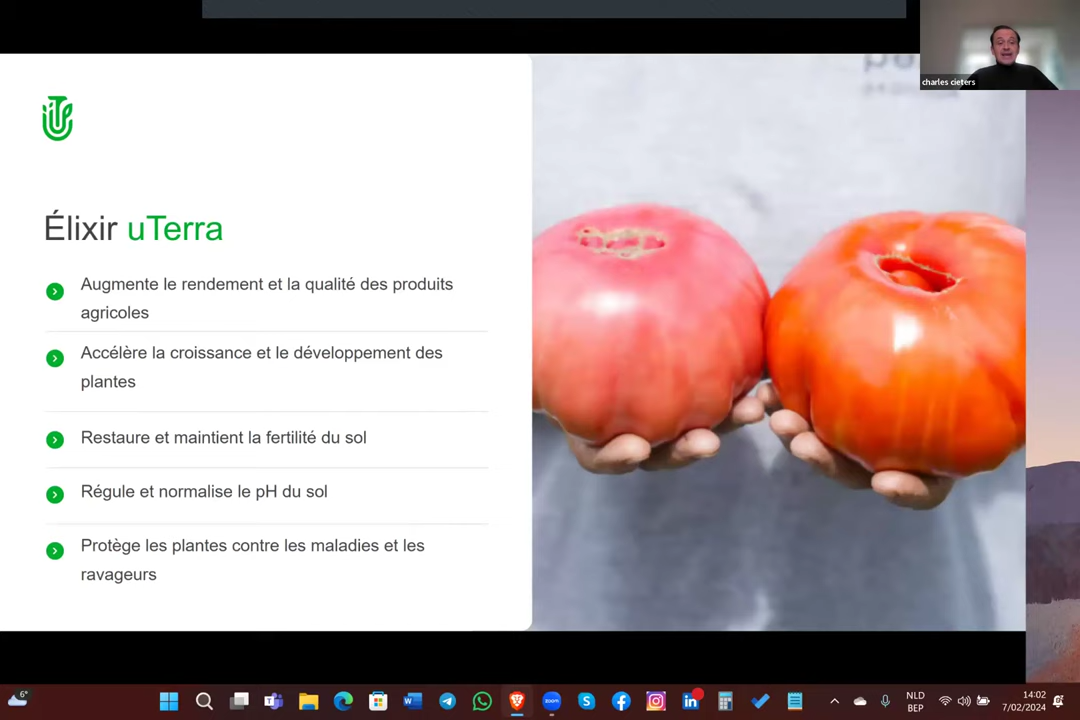 charles cieters
Élixir uTerra
Augmente le rendement et la qualité des produits
agricoles
Accélère la croissance et le développement des
plantes
Restaure et maintient la fertilité du sol
Régule et normalise le pH du sol
Protège les plantes contre les maladies et les
ravageurs
6°
zoom
NLD
BEP
14:02
7/02/2024